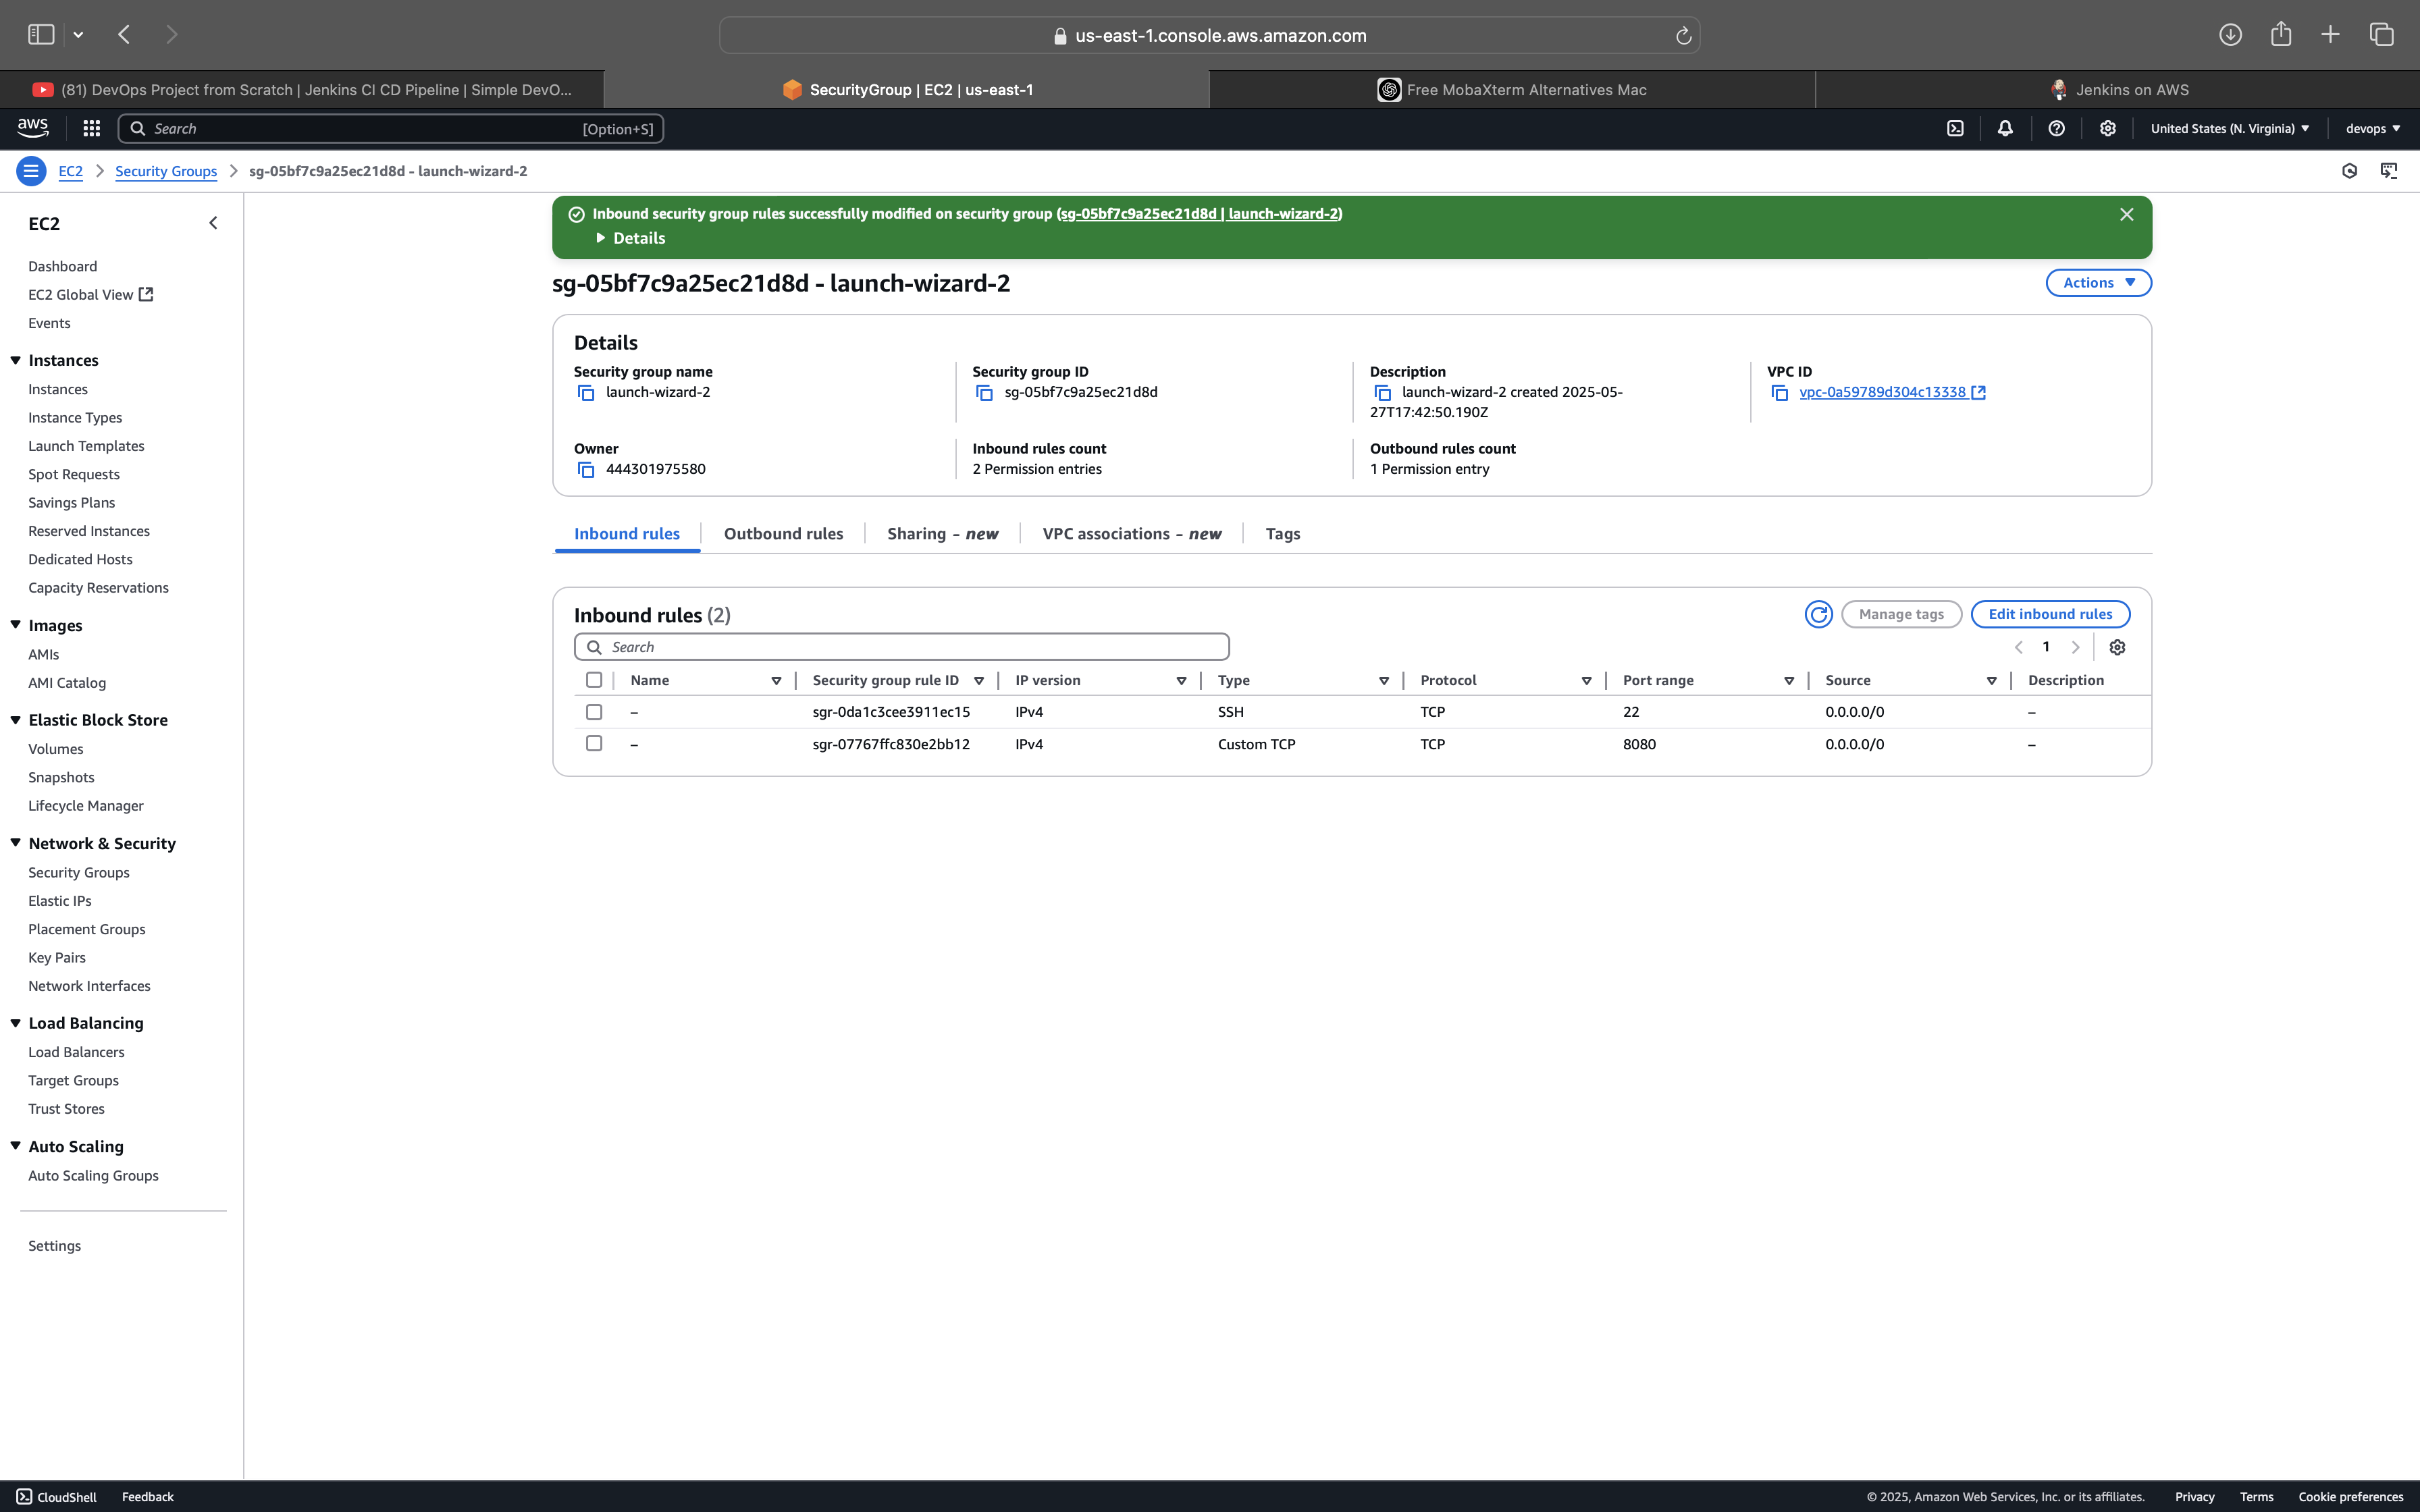 us-east-1.console.aws.amazon.com
(81) DevOps Project from Scratch | Jenkins CI CD Pipeline | Simple DevO...
SecurityGroup | EC2 | us-east-1
Free MobaXterm Alternatives Mac
Jenkins on AWS
aws
Search
[Option+S]
United States (N. Virginia)
devops
EC2 > Security Groups > sg-05bf7c9a25ec21d8d - launch-wizard-2
EC2
Dashboard
EC2 Global View
Events
Instances
Instances
Instance Types
Launch Templates
Spot Requests
Savings Plans
Reserved Instances
Dedicated Hosts
Capacity Reservations
Images
AMIs
AMI Catalog
Elastic Block Store
Volumes
Snapshots
Lifecycle Manager
Network & Security
Security Groups
Elastic IPs
Placement Groups
Key Pairs
Network Interfaces
Load Balancing
Load Balancers
Target Groups
Trust Stores
Auto Scaling
Auto Scaling Groups
Settings
Inbound security group rules successfully modified on security group (sg-05bf7c9a25ec21d8d | launch-wizard-2)
Details
sg-05bf7c9a25ec21d8d - launch-wizard-2
Actions
Details
Security group name
launch-wizard-2
Security group ID
sg-05bf7c9a25ec21d8d
Description
launch-wizard-2 created 2025-05-
27T17:42:50.190Z
VPC ID
vpc-0a59789d304c13338
Owner
444301975580
Inbound rules count
2 Permission entries
Outbound rules count
1 Permission entry
Inbound rules
Outbound rules
Sharing - new
VPC associations - new
Tags
Inbound rules (2)
Manage tags
Edit inbound rules
Search
1
Name Security group rule ID IP version Type Protocol Port range Source Description
– sgr-0da1c3cee3911ec15 IPv4 SSH TCP 22 0.0.0.0/0 –
– sgr-07767ffc830e2bb12 IPv4 Custom TCP TCP 8080 0.0.0.0/0 –
CloudShell
Feedback
© 2025, Amazon Web Services, Inc. or its affiliates.
Privacy
Terms
Cookie preferences